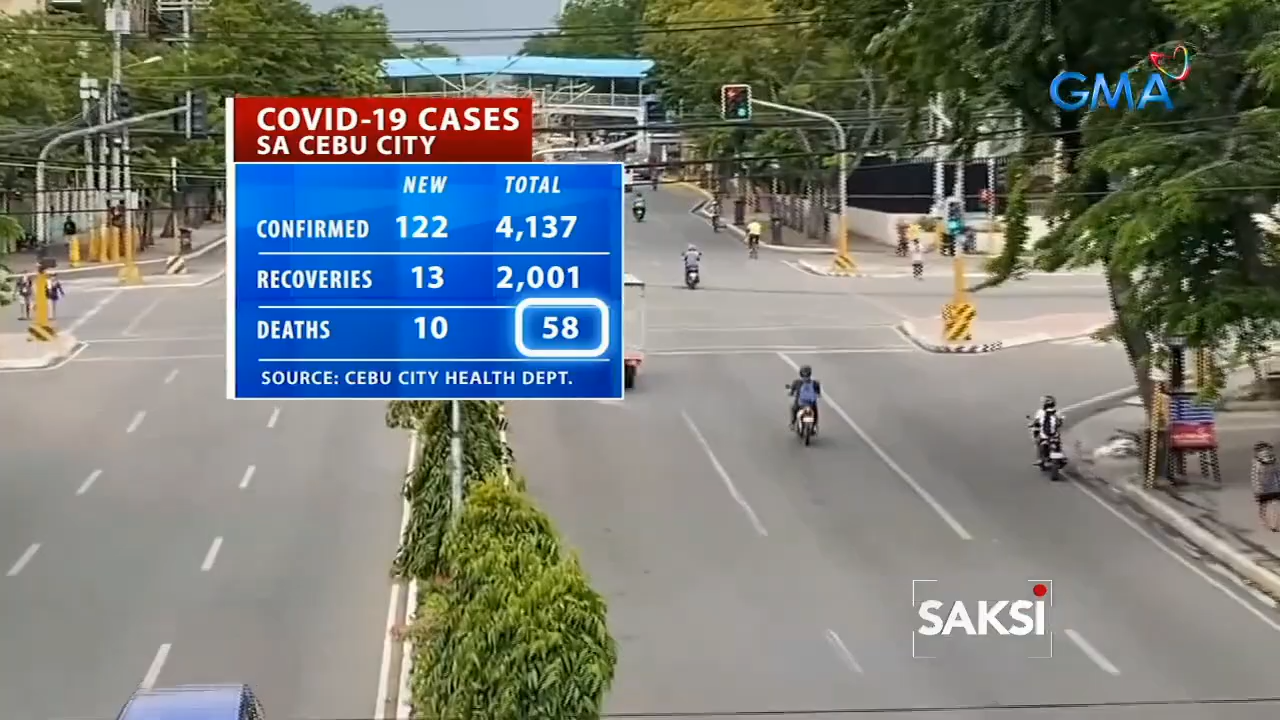 GMA
COVID-19 CASES
SA CEBU CITY
NEW TOTAL
CONFIRMED 122 4,137
RECOVERIES 13 2,001
DEATHS 10 58
SOURCE: CEBU CITY HEALTH DEPT.
SAKSI